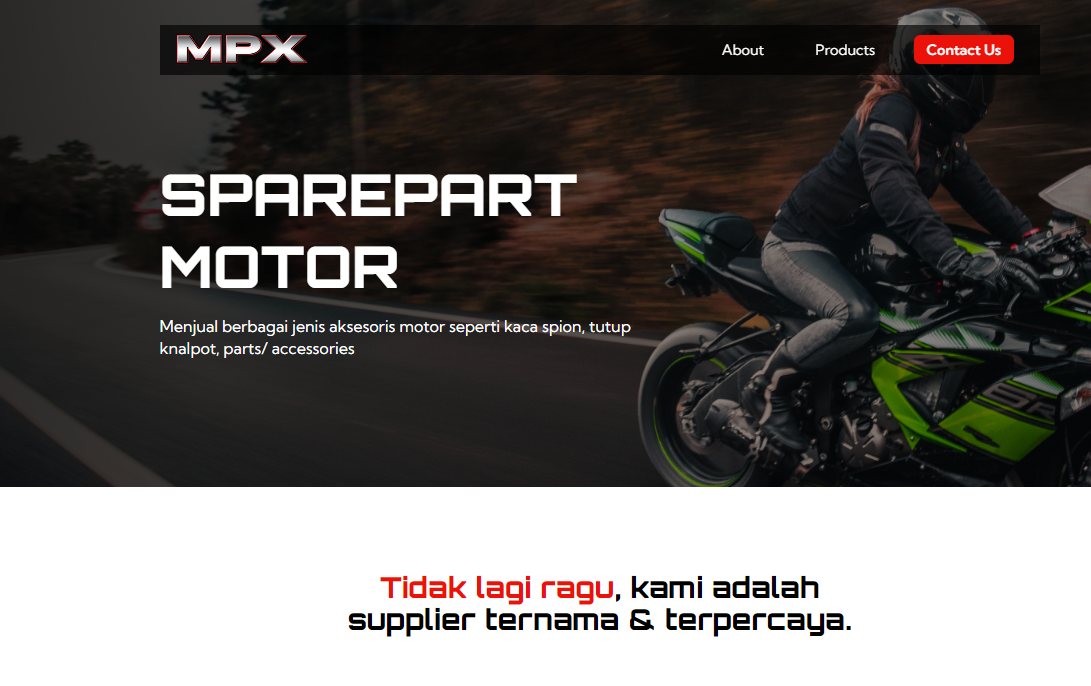 MPX
About
Products
Contact Us
SPAREPART
MOTOR
Menjual berbagai jenis aksesoris motor seperti kaca spion, tutup
knalpot, parts/ accessories
Tidak lagi ragu, kami adalah
supplier ternama & terpercaya.